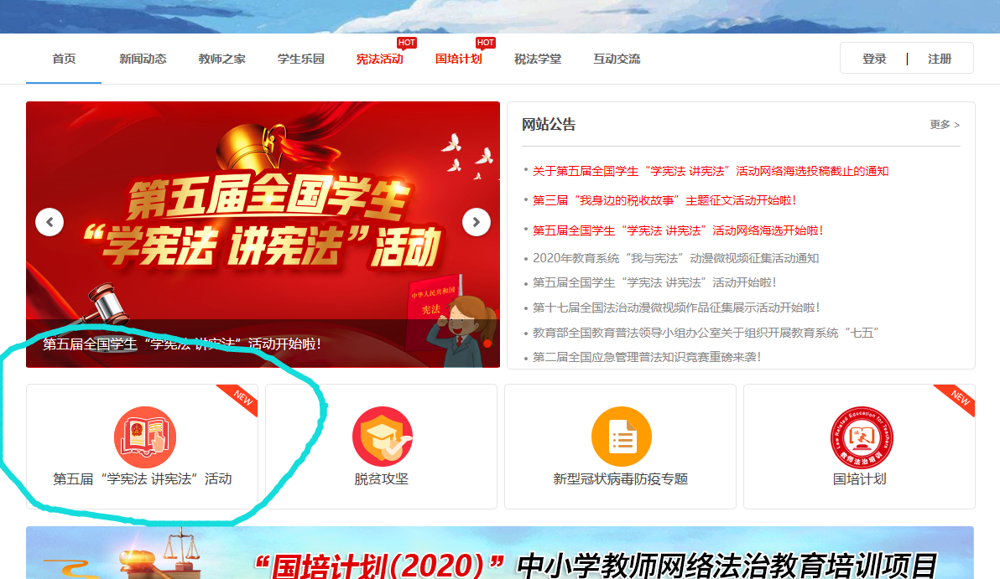 首页 新闻动态 教师之家 学生乐园 宪法活动 HOT 国培计划 HOT 税法学堂 互动交流 登录 | 注册
第五届全国学生
“学宪法 讲宪法”活动
中华人民共和国
宪法
第五届全国学生“学宪法 讲宪法”活动开始啦!
网站公告 更多 >
关于第五届全国学生“学宪法 讲宪法”活动网络海选投稿截止的通知
第三届“我身边的税收故事”主题征文活动开始啦!
第五届全国学生“学宪法 讲宪法”活动网络海选开始啦!
2020年教育系统“我与宪法”动漫微视频征集活动通知
第五届全国学生“学宪法 讲宪法”活动开始啦!
第十七届全国法治动漫微视频作品征集展示活动开始啦!
教育部全国教育普法领导小组办公室关于组织开展教育系统“七五”
第二届全国应急管理普法知识竞赛重磅来袭!
NEW
第五届“学宪法 讲宪法”活动
脱贫攻坚
新型冠状病毒防疫专题
NEW
Law Related Education for Teachers
教师法治培训
国培计划
“国培计划(2020)”中小学教师网络法治教育培训项目